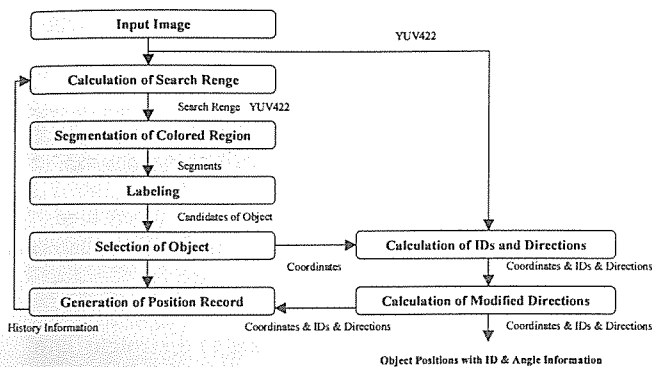 Input Image
YUV422
Calculation of Search Renge
Search Renge YUV422
Segmentation of Colored Region
Segments
Labeling
Candidates of Object
Selection of Object
Calculation of IDs and Directions
Coordinates
Coordinates & IDs & Directions
Generation of Position Record
Calculation of Modified Directions
History Information
Coordinates & IDs & Directions
Coordinates & IDs & Directions
Object Positions with ID & Angle Information